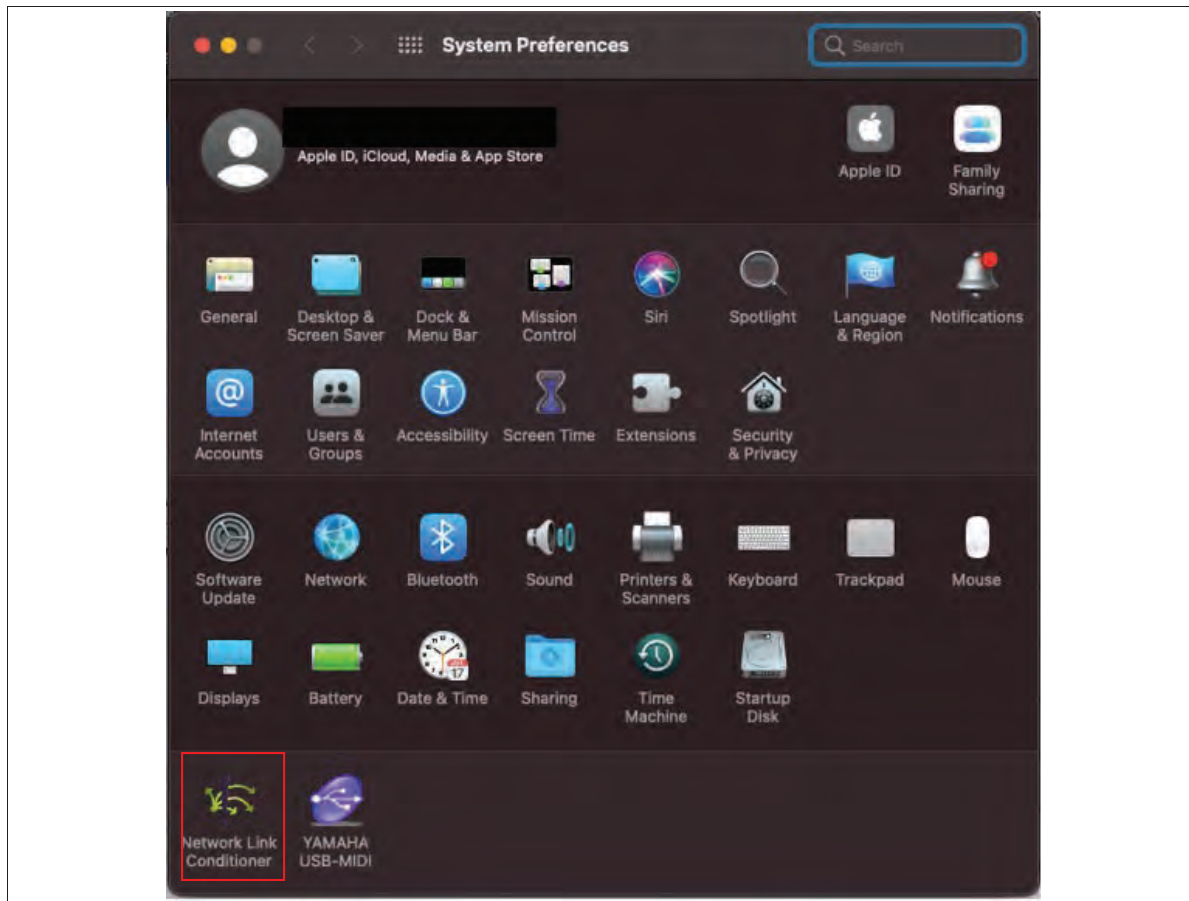 System Preferences
Search
Apple ID, iCloud, Media & App Store
Apple ID
Family
Sharing
General
Desktop &
Screen Saver
Dock &
Menu Bar
Mission
Control
Siri
Spotlight
Language
& Region
Notifications
Internet
Accounts
Users &
Groups
Accessibility
Screen Time
Extensions
Security
& Privacy
Software
Update
Network
Bluetooth
Sound
Printers &
Scanners
Keyboard
Trackpad
Mouse
Displays
Battery
Date & Time
Sharing
Time
Machine
Startup
Disk
Network Link
Conditioner
YAMAHA
USB-MIDI